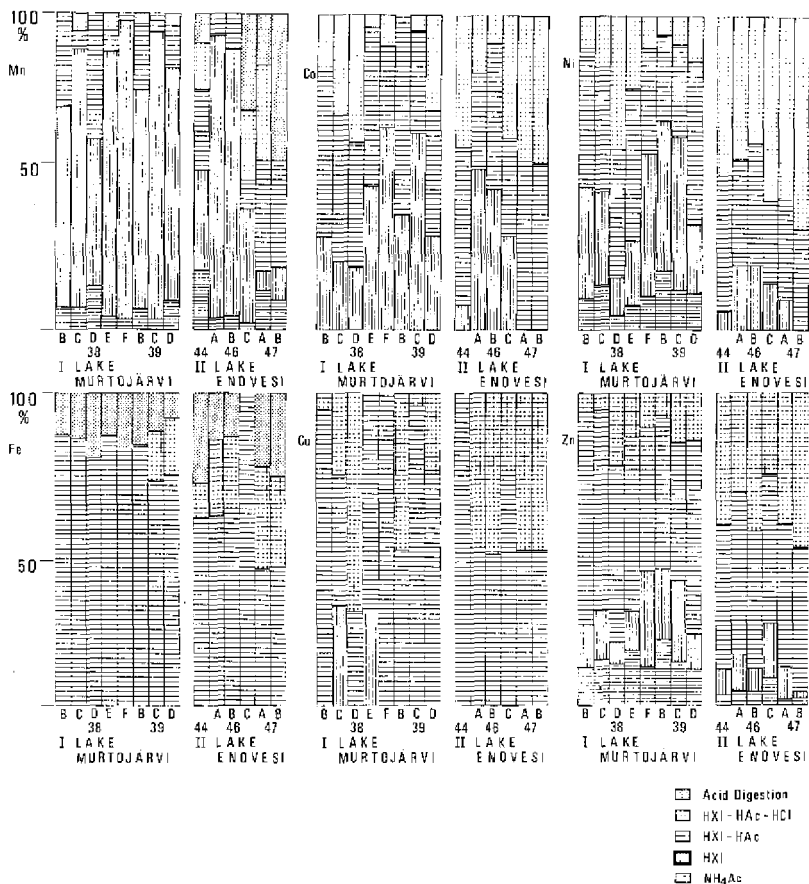 100
%
Mn
Co
Ni
50
B C D E F B C D
38 39
I LAKE
MURTOJÄRVI
A B C A B
44 46 47
II LAKE
ENOVESI
B C D E F B C D
38 39
I LAKE
MURTOJÄRVI
A B C A B
44 46 47
II LAKE
ENOVESI
B C D E F B C D
38 39
I LAKE
MURTOJÄRVI
A B C A B
44 46 47
II LAKE
ENOVESI
100
%
Fe
Cu
Zn
50
B C D E F B C D
38 39
I LAKE
MURTOJÄRVI
A B C A B
44 46 47
II LAKE
ENOVESI
B C D E F B C D
38 39
I LAKE
MURTOJÄRVI
A B C A B
44 46 47
II LAKE
ENOVESI
B C D E F B C D
38 39
I LAKE
MURTOJÄRVI
A B C A B
44 46 47
II LAKE
ENOVESI
Acid Digestion
HXI-HAc-HCl
HXI-HAc
HXI
NH₄Ac